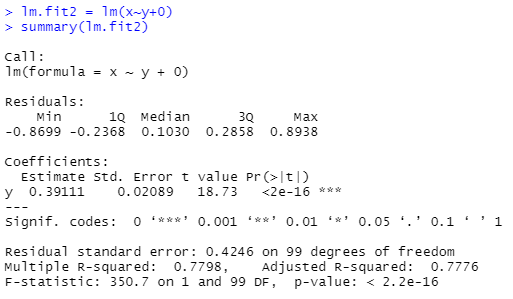 > lm.fit2 = lm(x~y+0)
> summary(lm.fit2)
Call:
lm(formula = x ~ y + 0)
Residuals:
    Min      1Q  Median      3Q     Max
-0.8699 -0.2368  0.1030  0.2858  0.8938
Coefficients:
  Estimate Std. Error t value Pr(>|t|)
y  0.39111    0.02089   18.73   <2e-16 ***
---
Signif. codes:  0 ‘***’ 0.001 ‘**’ 0.01 ‘*’ 0.05 ‘.’ 0.1 ‘ ’ 1
Residual standard error: 0.4246 on 99 degrees of freedom
Multiple R-squared:  0.7798,    Adjusted R-squared:  0.7776
F-statistic: 350.7 on 1 and 99 DF,  p-value: < 2.2e-16